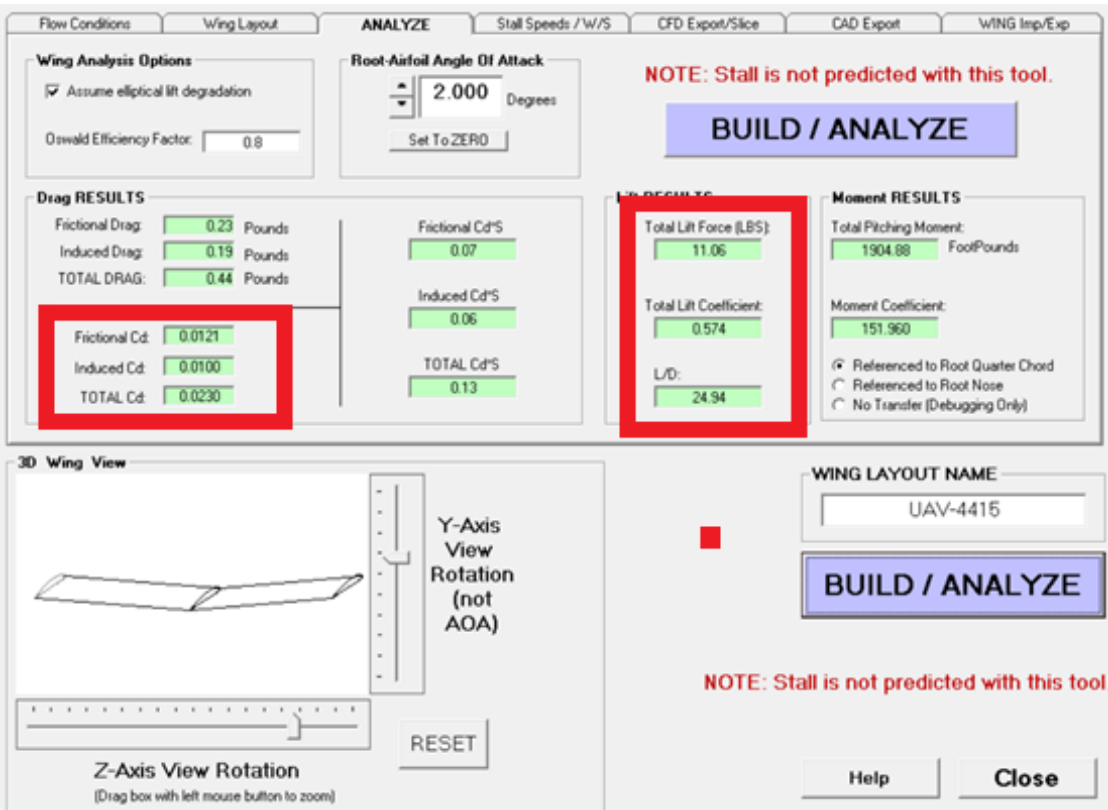 Flow Conditions
Wing Layout
ANALYZE
Stall Speeds / W/S
CFD Export/Slice
CAD Export
WING Imp/Exp
Wing Analysis Options
Assume elliptical lift degradation
Oswald Efficiency Factor: 0.8
Root-Airfoil Angle Of Attack
2.000 Degrees
Set To ZERO
NOTE: Stall is not predicted with this tool.
BUILD / ANALYZE
Drag RESULTS
Frictional Drag: 0.23 Pounds
Induced Drag: 0.19 Pounds
TOTAL DRAG: 0.44 Pounds
Frictional Cd: 0.0121
Induced Cd: 0.0100
TOTAL Cd: 0.0230
Frictional Cd*S
0.07
Induced Cd*S
0.06
TOTAL Cd*S
0.13
RESULTS
Total Lift Force (LBS):
11.06
Total Lift Coefficient:
0.574
L/D:
24.94
Moment RESULTS
Total Pitching Moment:
1904.88 FootPounds
Moment Coefficient:
151.960
Referenced to Root Quarter Chord
Referenced to Root Nose
No Transfer (Debugging Only)
3D Wing View
Y-Axis
View
Rotation
(not
AOA)
Z-Axis View Rotation
(Drag box with left mouse button to zoom)
RESET
WING LAYOUT NAME
UAV-4415
BUILD / ANALYZE
NOTE: Stall is not predicted with this tool
Help
Close